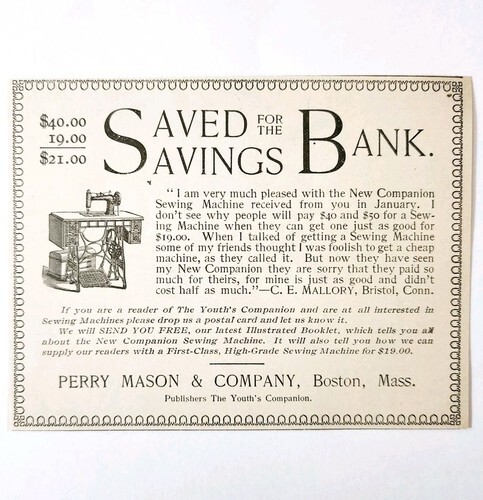 $40.00
19.00
$21.00
SAVED FOR THE
SAVINGS BANK.
" I am very much pleased with the New Companion
Sewing Machine received from you in January. I
don't see why people will pay $40 and $50 for a Sew-
ing Machine when they can get one just as good for
$19.00. When I talked of getting a Sewing Machine
some of my friends thought I was foolish to get a cheap
machine, as they called it. But now they have seen
my New Companion they are sorry that they paid so
much for theirs, for mine is just as good and didn't
cost half as much."—C. E. MALLORY, Bristol, Conn.
If you are a reader of The Youth's Companion and are at all interested in
Sewing Machines please drop us a postal card and let us know it.
We will SEND YOU FREE, our latest Illustrated Booklet, which tells you all
about the New Companion Sewing Machine. It will also tell you how we can
supply our readers with a First-Class, High-Grade Sewing Machine for $19.00.
PERRY MASON & COMPANY, Boston, Mass.
Publishers The Youth's Companion.